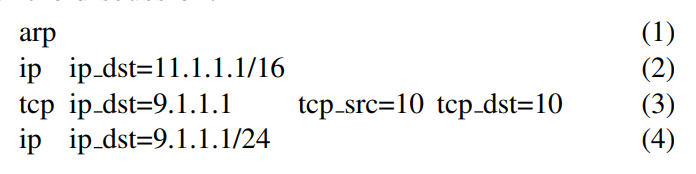 arp (1)
ip ip_dst=11.1.1.1/16 (2)
tcp ip_dst=9.1.1.1 tcp_src=10 tcp_dst=10 (3)
ip ip_dst=9.1.1.1/24 (4)